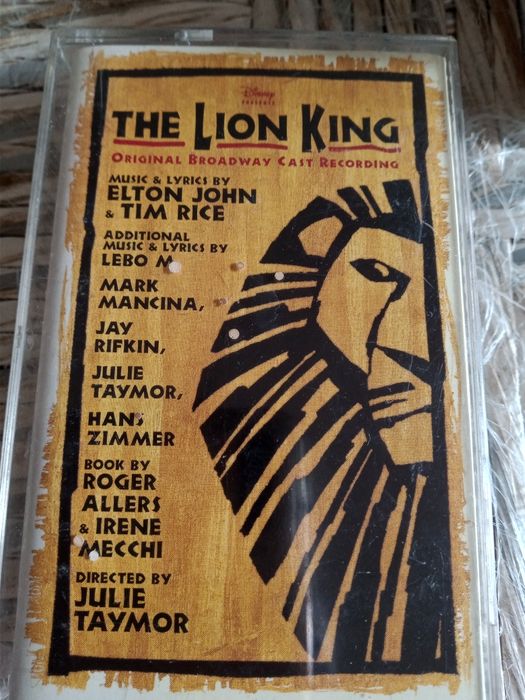 Disney
PRESENTS
THE LION KING
ORIGINAL BROADWAY CAST RECORDING
MUSIC & LYRICS BY
ELTON JOHN
& TIM RICE
ADDITIONAL
MUSIC & LYRICS BY
LEBO M,
MARK
MANCINA,
JAY
RIFKIN,
JULIE
TAYMOR,
HANS
ZIMMER
BOOK BY
ROGER
ALLERS
& IRENE
MECCHI
DIRECTED BY
JULIE
TAYMOR